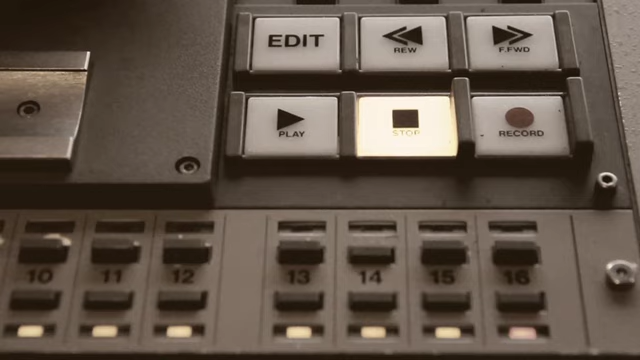 EDIT
REW
F.FWD
PLAY
STOP
RECORD
10 11 12 13 14 15 16